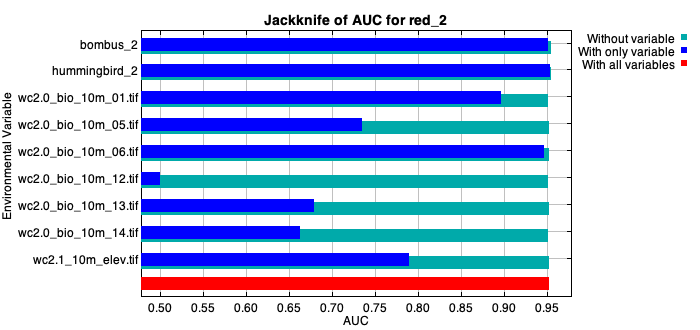 Jackknife of AUC for red_2
Without variable
With only variable
With all variables
Environmental Variable
bombus_2
hummingbird_2
wc2.0_bio_10m_01.tif
wc2.0_bio_10m_05.tif
wc2.0_bio_10m_06.tif
wc2.0_bio_10m_12.tif
wc2.0_bio_10m_13.tif
wc2.0_bio_10m_14.tif
wc2.1_10m_elev.tif
0.50 0.55 0.60 0.65 0.70 0.75 0.80 0.85 0.90 0.95
AUC